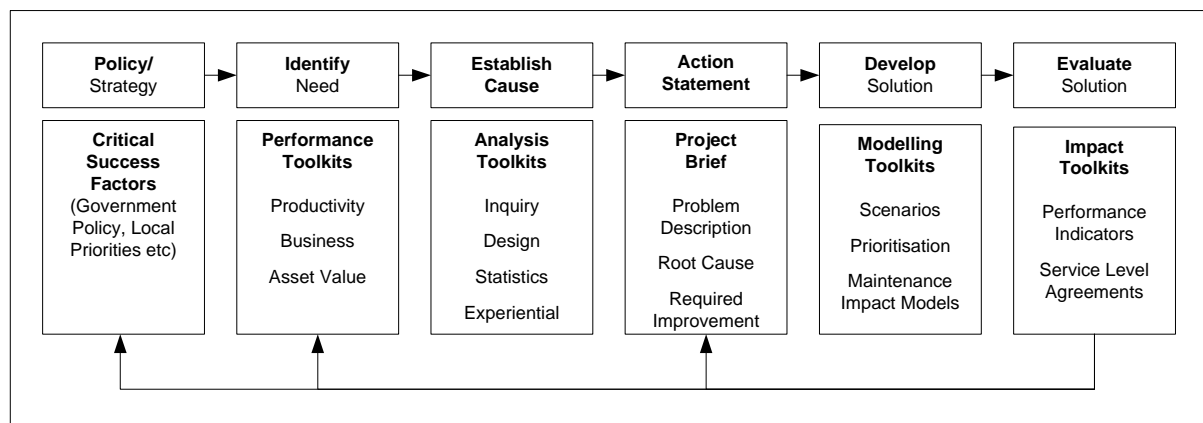 Policy/
Strategy
Identify
Need
Establish
Cause
Action
Statement
Develop
Solution
Evaluate
Solution
Critical
Success
Factors
(Government
Policy, Local
Priorities etc)
Performance
Toolkits
Productivity
Business
Asset Value
Analysis
Toolkits
Inquiry
Design
Statistics
Experiential
Project
Brief
Problem
Description
Root Cause
Required
Improvement
Modelling
Toolkits
Scenarios
Prioritisation
Maintenance
Impact Models
Impact
Toolkits
Performance
Indicators
Service Level
Agreements